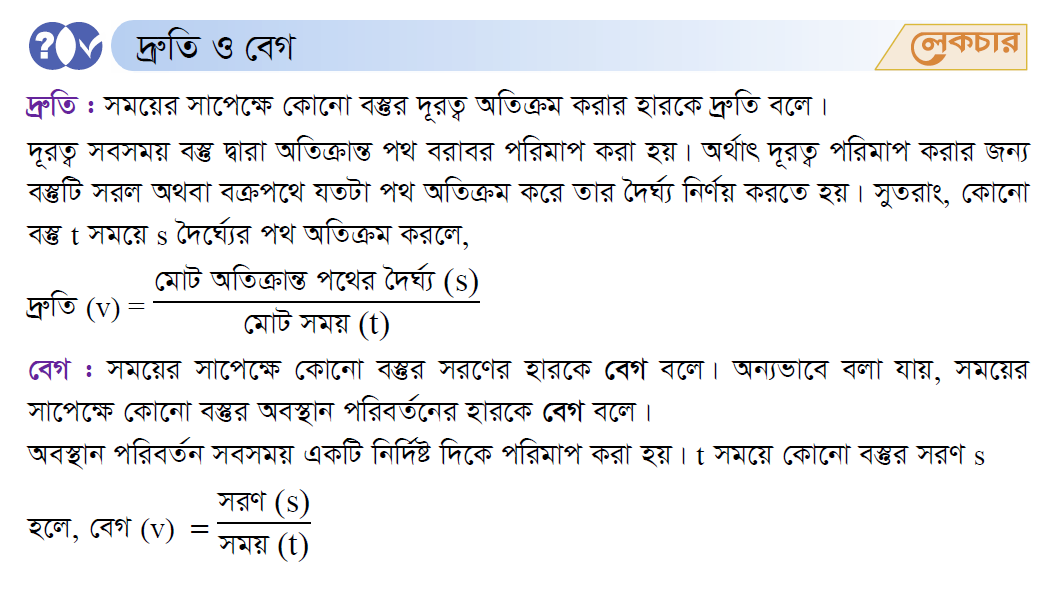 দ্রুতি ও বেগ
লেকচার
দ্রুতি : সময়ের সাপেক্ষে কোনো বস্তুর দূরত্ব অতিক্রম করার হারকে দ্রুতি বলে।
দূরত্ব সবসময় বস্তু দ্বারা অতিক্রান্ত পথ বরাবর পরিমাপ করা হয়। অর্থাৎ দূরত্ব পরিমাপ করার জন্য
বস্তুটি সরল অথবা বক্রপথে যতটা পথ অতিক্রম করে তার দৈর্ঘ্য নির্ণয় করতে হয়। সুতরাং, কোনো
বস্তু t সময়ে s দৈর্ঘ্যের পথ অতিক্রম করলে,
দ্রুতি (v) = মোট অতিক্রান্ত পথের দৈর্ঘ্য (s)
মোট সময় (t)
বেগ : সময়ের সাপেক্ষে কোনো বস্তুর সরণের হারকে বেগ বলে। অন্যভাবে বলা যায়, সময়ের
সাপেক্ষে কোনো বস্তুর অবস্থান পরিবর্তনের হারকে বেগ বলে।
অবস্থান পরিবর্তন সবসময় একটি নির্দিষ্ট দিকে পরিমাপ করা হয়। t সময়ে কোনো বস্তুর সরণ s
হলে, বেগ (v) = সরণ (s)
সময় (t)